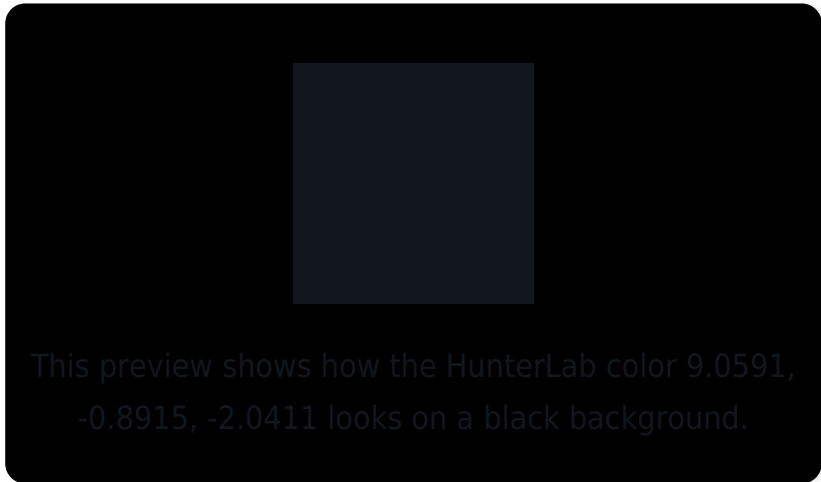 This preview shows how the HunterLab color 9.0591,
-0.8915, -2.0411 looks on a black background.